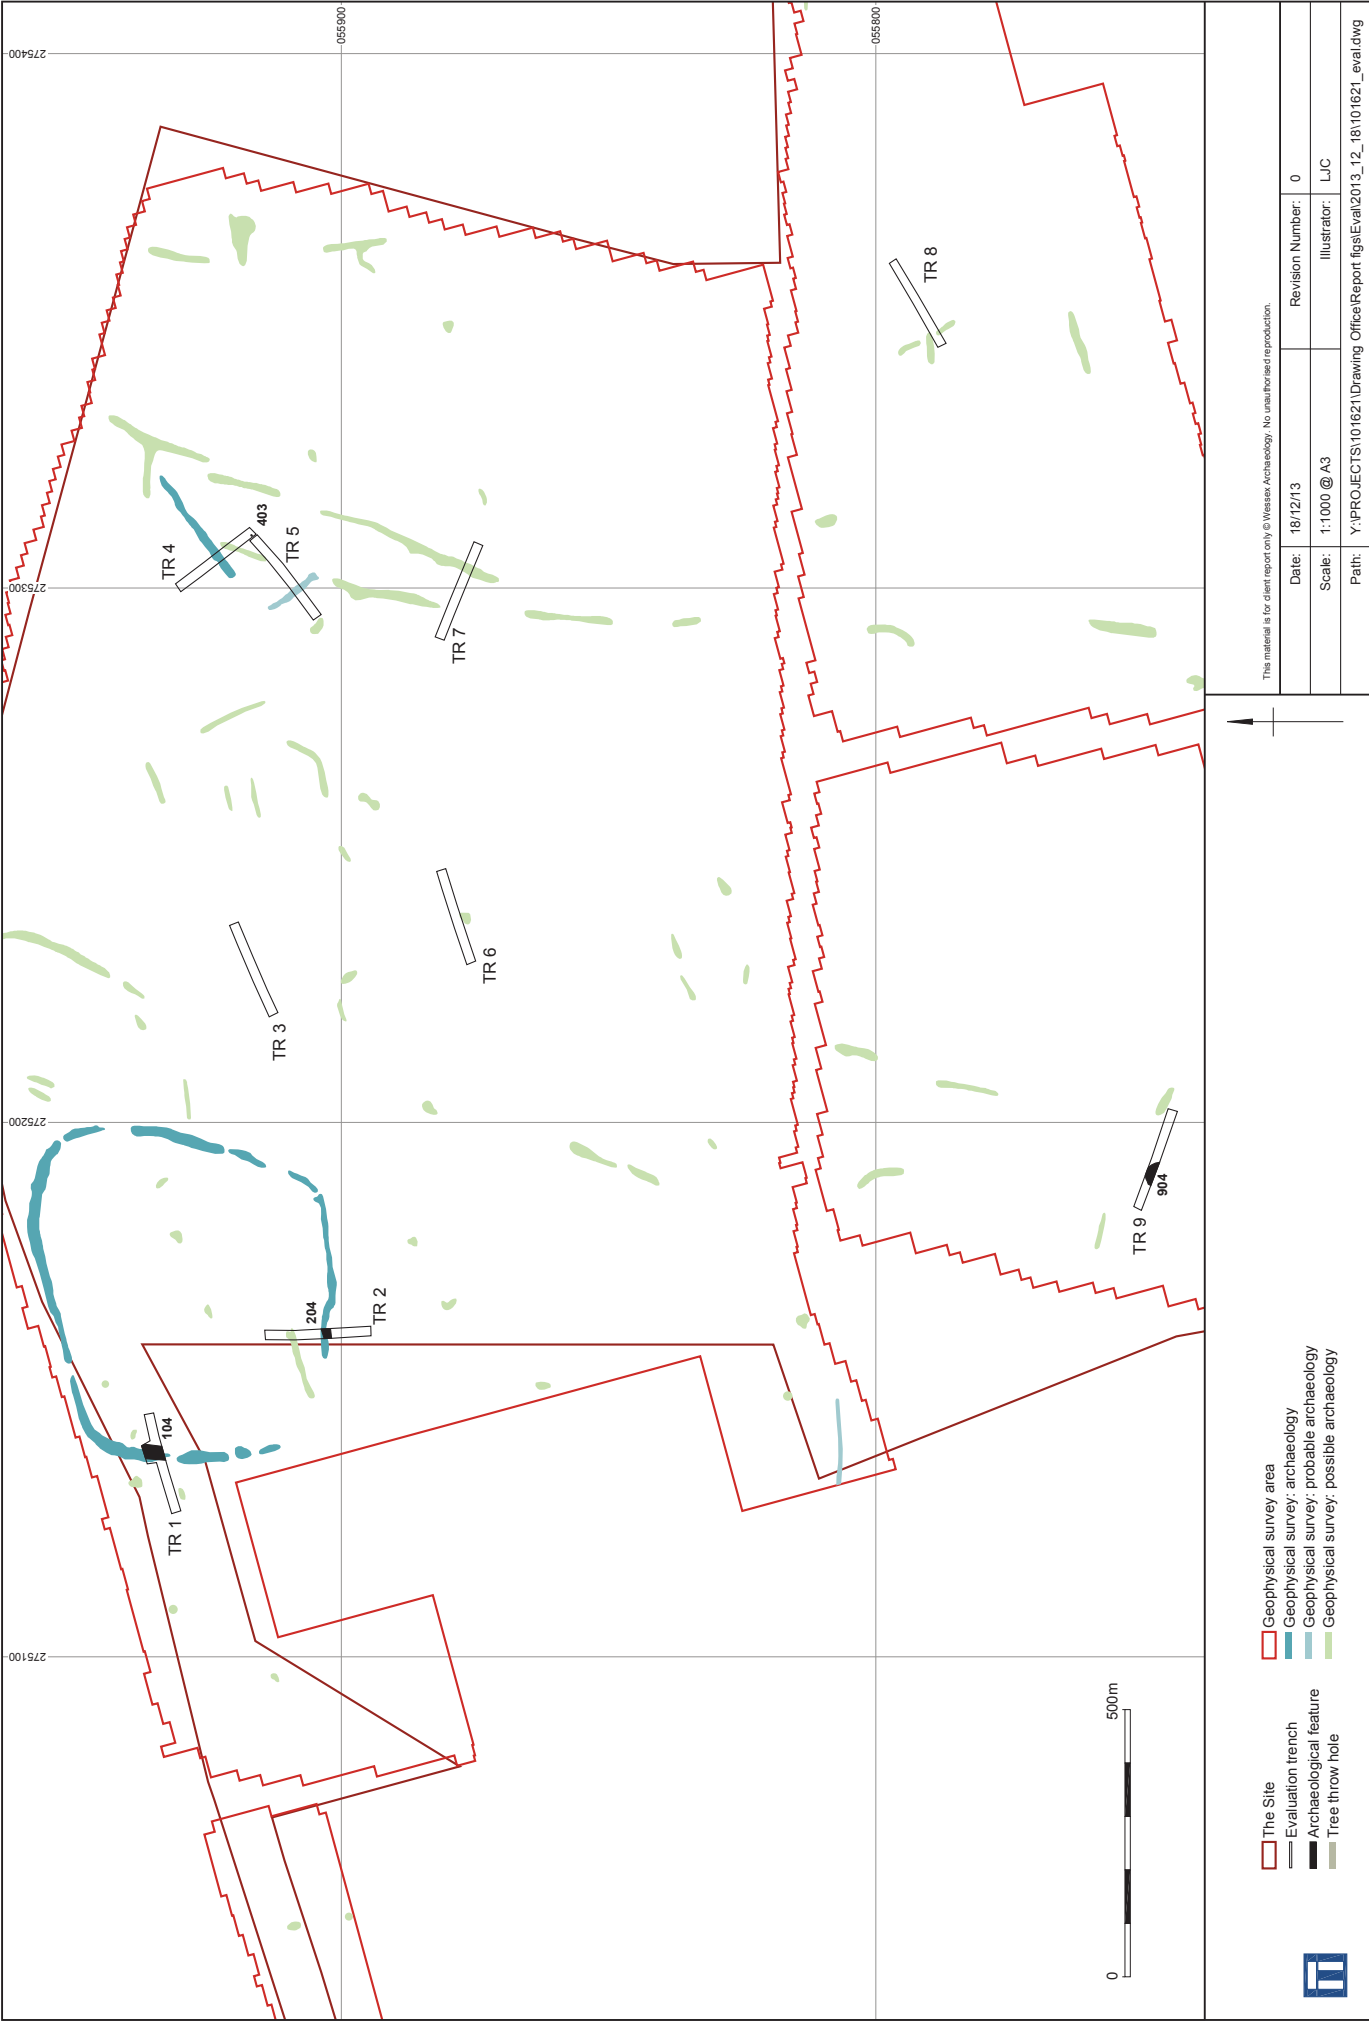 275100
275200
275300
275400
055900
055800
TR 1
104
TR 2
204
TR 3
TR 4
403
TR 5
TR 6
TR 7
TR 8
TR 9
904
0
500m
The Site
Evaluation trench
Archaeological feature
Tree throw hole
Geophysical survey area
Geophysical survey: archaeology
Geophysical survey: probable archaeology
Geophysical survey: possible archaeology
This material is for client report only © Wessex Archaeology. No unauthorised reproduction.
Date: 18/12/13 Revision Number: 0
Scale: 1:1000 @ A3 Illustrator: LJC
Path: Y:\PROJECTS\101621\Drawing Office\Report figs\Eval\2013_12_18\101621_eval.dwg